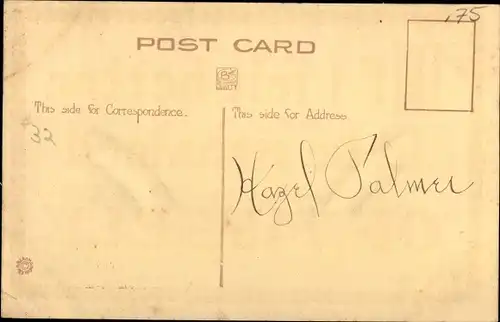 .75
POST CARD
This side for Correspondence.
This side for Address
32
Hazel Palmer